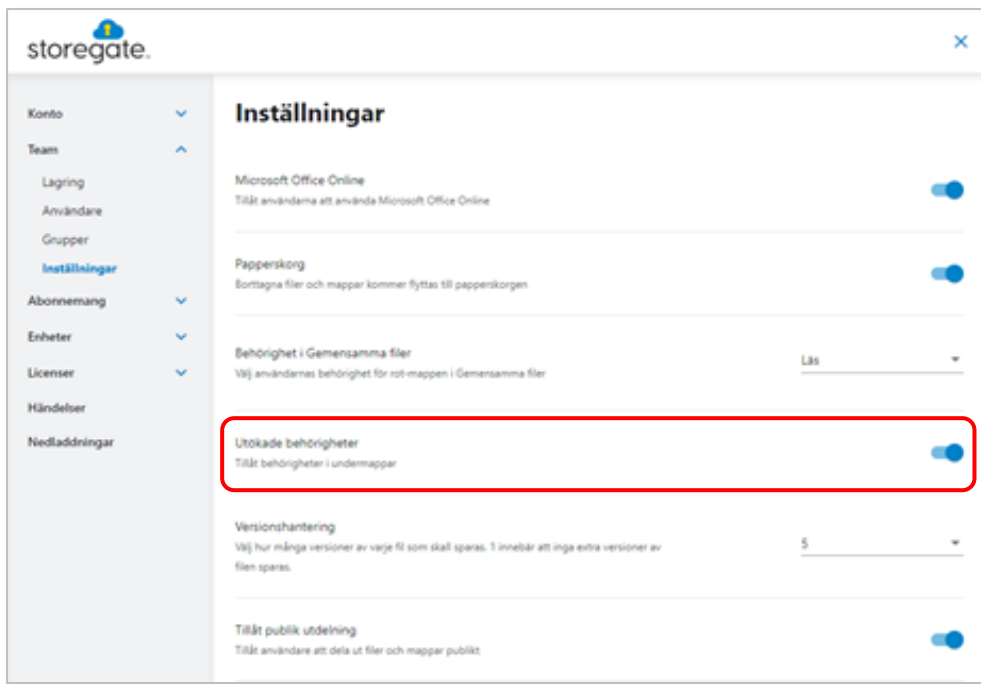 storegate.
Konto
Team
Lagring
Användare
Grupper
Inställningar
Abonnemang
Enheter
Licenser
Händelser
Nedladdningar
Inställningar
Microsoft Office Online
Tillåt användarna att använda Microsoft Office Online
Papperskorg
Borttagna filer och mappar kommer flyttas till papperskorgen
Behörighet i Gemensamma filer
Välj användarnas behörighet för rot-mappen i Gemensamma filer
Läs
Utökade behörigheter
Tillåt behörigheter i undermappar
Versionshantering
Välj hur många versioner av varje fil som skall sparas. 1 innebär att inga extra versioner av
filen sparas.
5
Tillåt publik utdelning
Tillåt användare att dela ut filer och mappar publikt